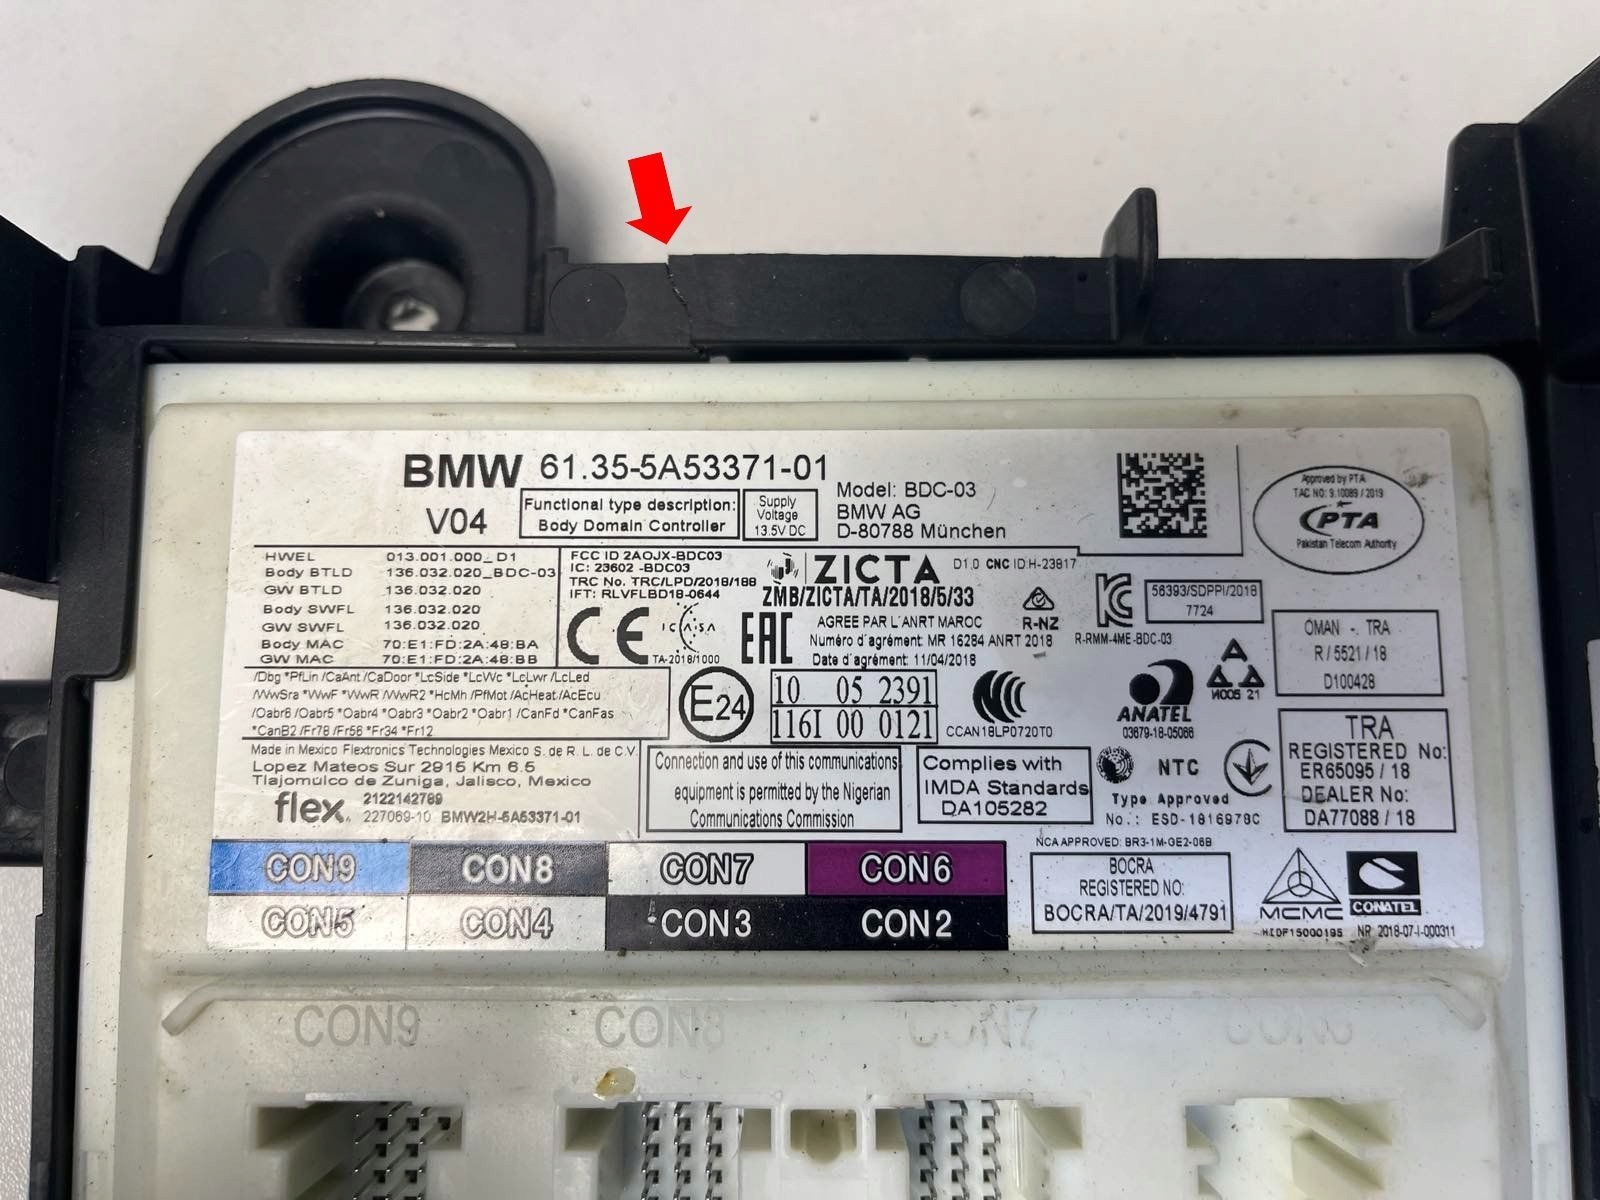 BMW 61.35-5A53371-01
V04
Functional type description:
Body Domain Controller
Supply
Voltage
13.5V DC
Model: BDC-03
BMW AG
D-80788 München
Approved by PTA
TAC NO: 9.10089 / 2019
PTA
Pakistan Telecom Authority
HWEL 013.001.000_D1
Body BTLD 136.032.020_BDC-03
GW BTLD 136.032.020
Body SWFL 136.032.020
GW SWFL 136.032.020
Body MAC 70:E1:FD:2A:48:BA
GW MAC 70:E1:FD:2A:48:BB
FCC ID 2AOJX-BDC03
IC: 23602 -BDC03
TRC No. TRC/LPD/2018/188
IFT: RLVFLBD18-0644
ZICTA
ZMB/ZICTA/TA/2018/5/33
D1.0 CNC ID:H-23817
CE
ICASA
TA-2018/1000
EAC
AGREE PAR L'ANRT MAROC
Numéro d'agrément: MR 16284 ANRT 2018
Date d'agrément: 11/04/2018
R-NZ
KC
R-RMM-4ME-BDC-03
56393/SDPPI/2018
7724
OMAN - TRA
R / 5521 / 18
D100428
/Dbg *PfLin /CaAnt /CaDoor *LcSide *LcWc *LcLwr /LcLed
/WwSra *WwF *WwR /WwR2 *HcMh /PfMot /AcHeat /AcEcu
/Oabr6 /Oabr5 *Oabr4 *Oabr3 *Oabr2 *Oabr1 /CanFd *CanFas
*CanB2 /Fr78 /Fr56 *Fr34 *Fr12
E24
10 05 2391
116I 00 0121
CCAN18LP0720T0
ANATEL
03679-18-05066
N005 21
TRA
REGISTERED No:
ER65095 / 18
DEALER No:
DA77088 / 18
Made in Mexico Flextronics Technologies Mexico S. de R.L. de C.V.
Lopez Mateos Sur 2915 Km 6.5
Tlajomulco de Zuniga, Jalisco, Mexico
flex.
2122142789
227069-10 BMW2H-5A53371-01
Connection and use of this communications
equipment is permitted by the Nigerian
Communications Commission
Complies with
IMDA Standards
DA105282
NTC
Type Approved
No.: ESD-1816978C
NCA APPROVED: BR3-1M-GE2-06B
BOCRA
REGISTERED NO:
BOCRA/TA/2019/4791
MCMC
HIDF15000195
CONATEL
NR: 2018-07-I-000311
CON9 CON8 CON7 CON6
CON5 CON4 CON3 CON2
CON9 CON8 CON7 CON6